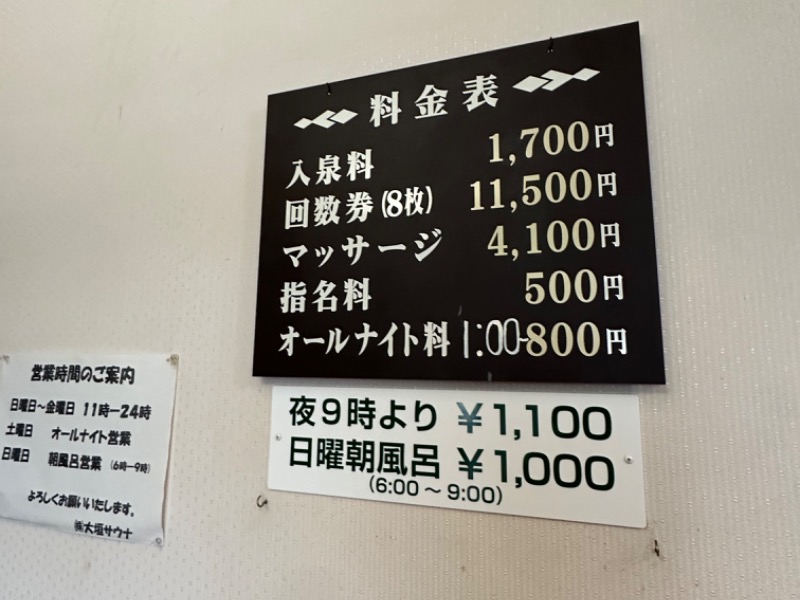 料金表
入泉料 1,700円
回数券(8枚) 11,500円
マッサージ 4,100円
指名料 500円
オールナイト料 1:00-800円
夜9時より ¥1,100
日曜朝風呂 ¥1,000
(6:00～9:00)
営業時間のご案内
日曜日～金曜日 11時ー24時
土曜日 オールナイト営業
日曜日 朝風呂営業 (6時ー9時)
よろしくお願いいたします。
㈱大垣サウナ